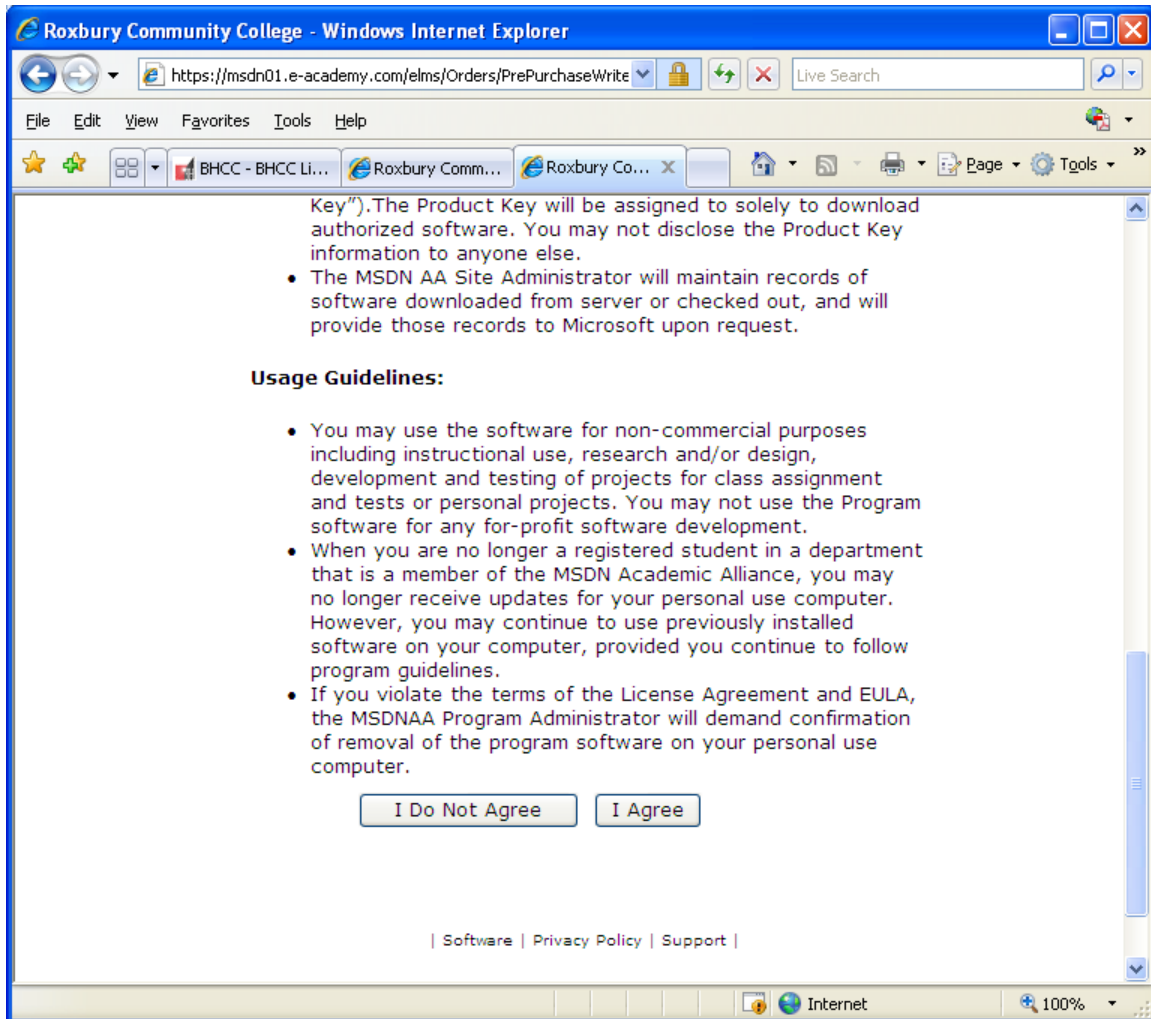 Roxbury Community College - Windows Internet Explorer
https://msdn01.e-academy.com/elms/Orders/PrePurchaseWrite
Live Search
File Edit View Favorites Tools Help
BHCC - BHCC Li... Roxbury Comm... Roxbury Co... Page Tools »
Key").The Product Key will be assigned to solely to download
authorized software. You may not disclose the Product Key
information to anyone else.
• The MSDN AA Site Administrator will maintain records of
software downloaded from server or checked out, and will
provide those records to Microsoft upon request.
Usage Guidelines:
• You may use the software for non-commercial purposes
including instructional use, research and/or design,
development and testing of projects for class assignment
and tests or personal projects. You may not use the Program
software for any for-profit software development.
• When you are no longer a registered student in a department
that is a member of the MSDN Academic Alliance, you may
no longer receive updates for your personal use computer.
However, you may continue to use previously installed
software on your computer, provided you continue to follow
program guidelines.
• If you violate the terms of the License Agreement and EULA,
the MSDNAA Program Administrator will demand confirmation
of removal of the program software on your personal use
computer.
I Do Not Agree I Agree
| Software | Privacy Policy | Support |
Internet 100%